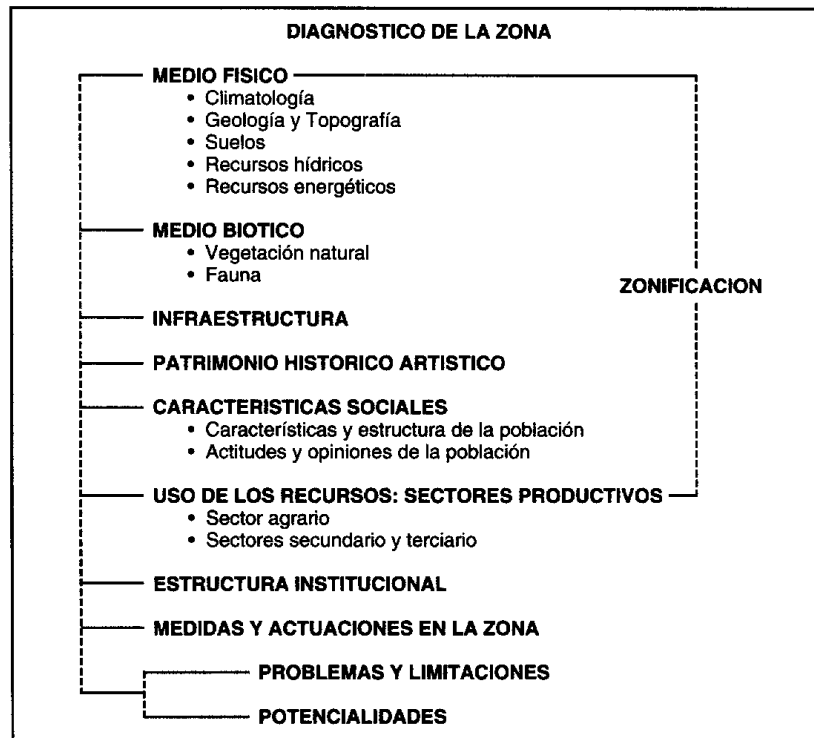 DIAGNOSTICO DE LA ZONA
MEDIO FISICO
• Climatología
• Geología y Topografía
• Suelos
• Recursos hídricos
• Recursos energéticos
MEDIO BIOTICO
• Vegetación natural
• Fauna
ZONIFICACION
INFRAESTRUCTURA
PATRIMONIO HISTORICO ARTISTICO
CARACTERISTICAS SOCIALES
• Características y estructura de la población
• Actitudes y opiniones de la población
USO DE LOS RECURSOS: SECTORES PRODUCTIVOS
• Sector agrario
• Sectores secundario y terciario
ESTRUCTURA INSTITUCIONAL
MEDIDAS Y ACTUACIONES EN LA ZONA
PROBLEMAS Y LIMITACIONES
POTENCIALIDADES